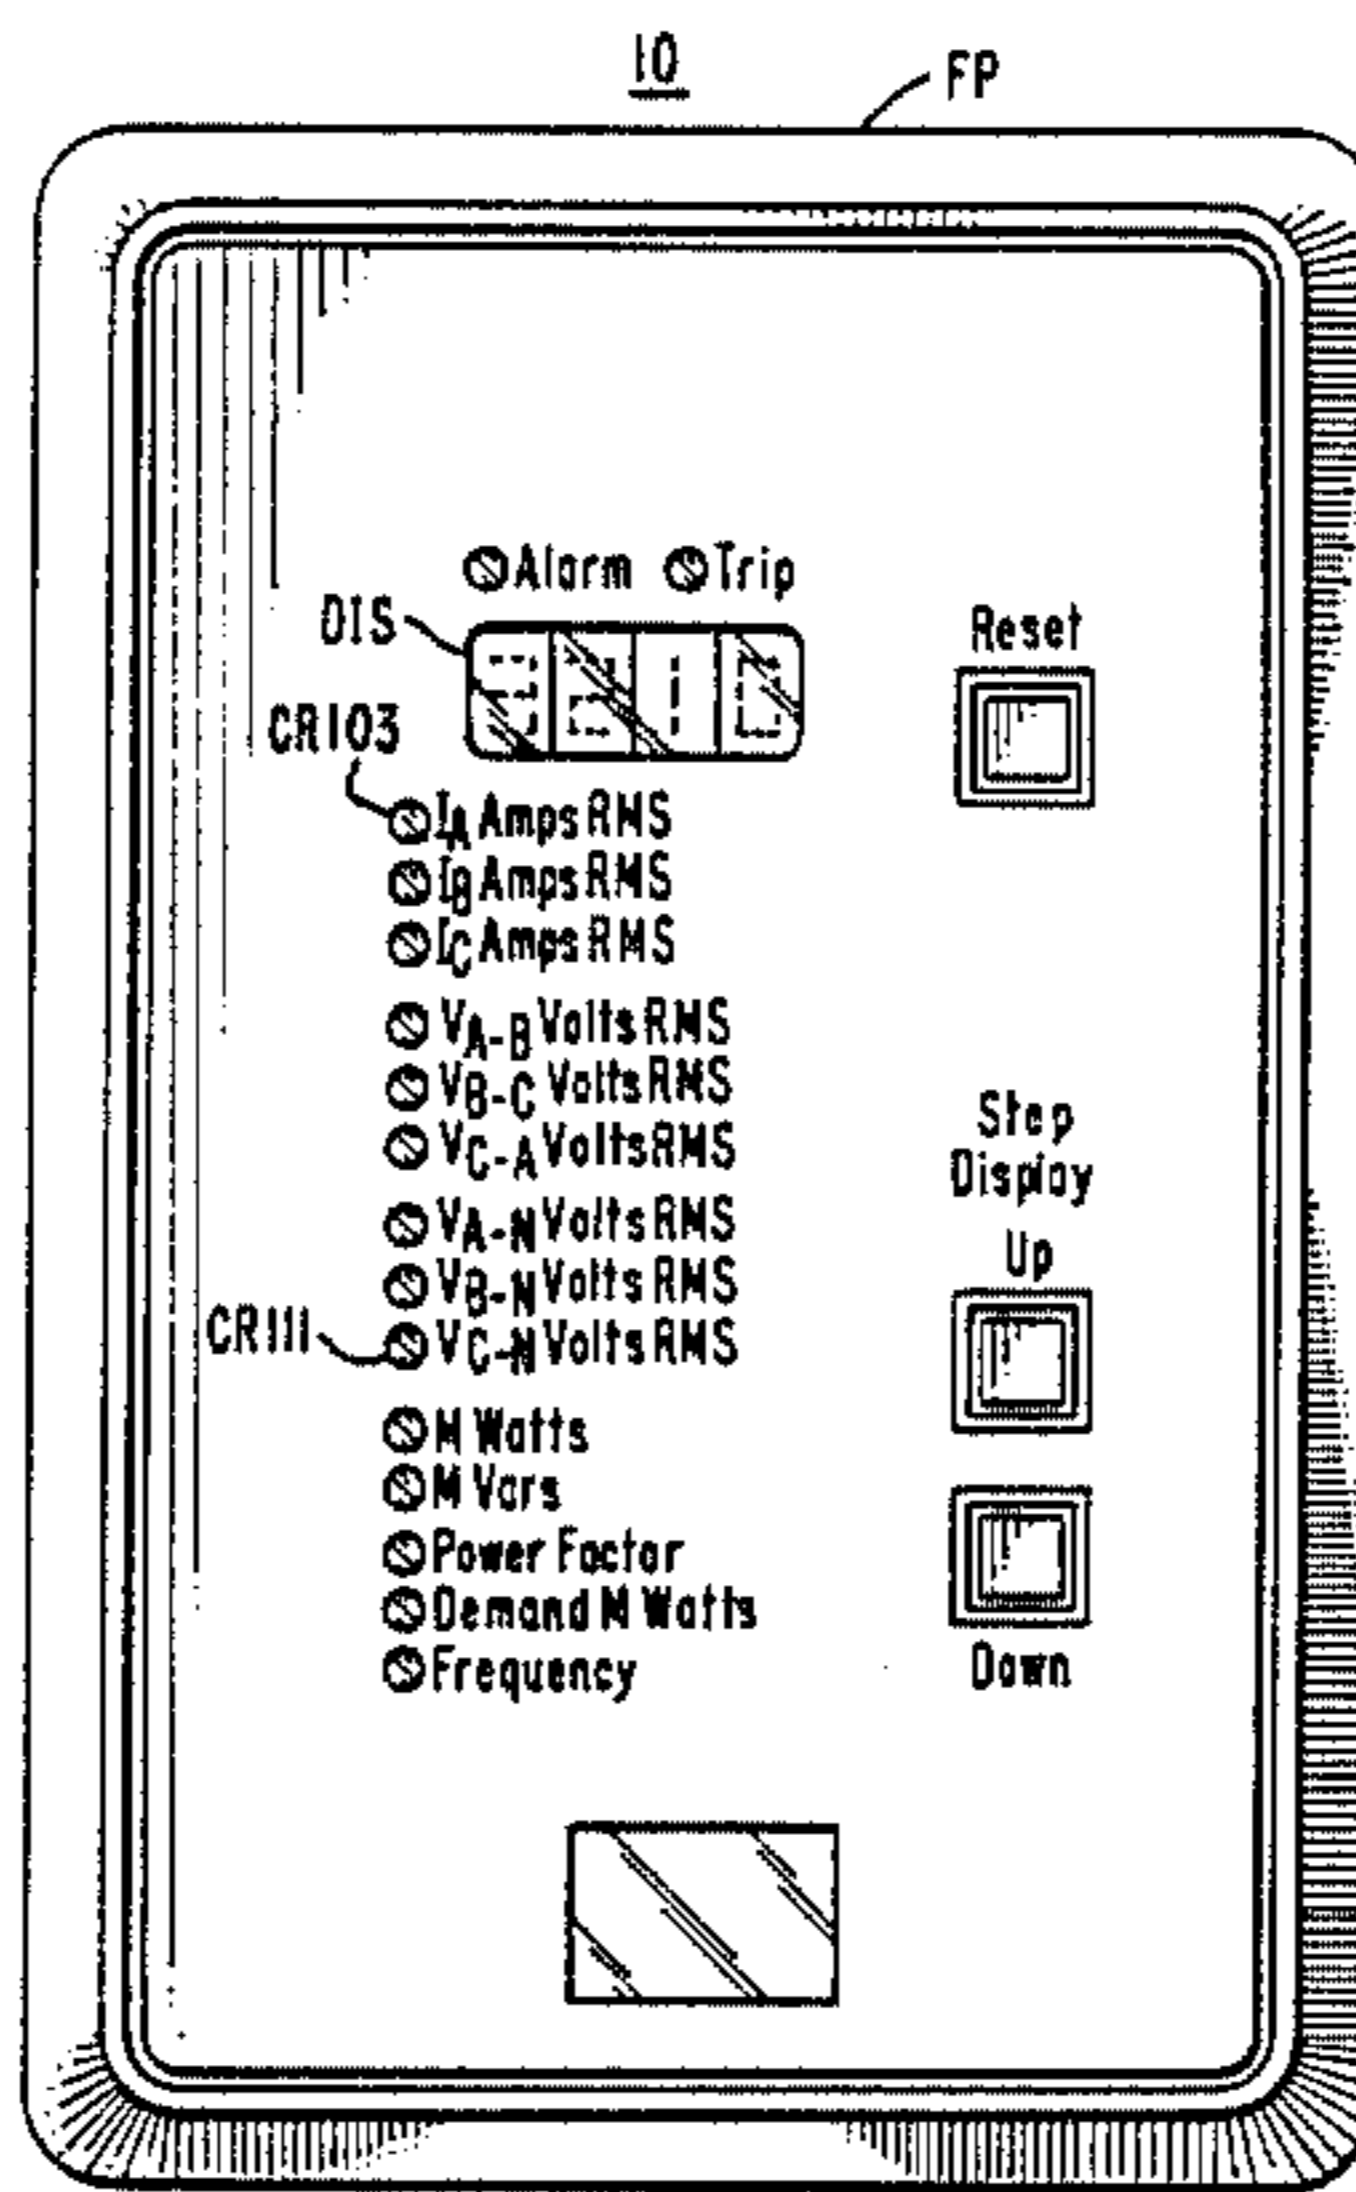 10
FP
Alarm Trip
DIS
Reset
CR103
IA Amps RMS
IB Amps RMS
IC Amps RMS
VA-B Volts RMS
VB-C Volts RMS
VC-A Volts RMS
Step
Display
Up
VA-N Volts RMS
VB-N Volts RMS
CR111
VC-N Volts RMS
M Watts
M Vars
Power Factor
Demand M Watts
Frequency
Down